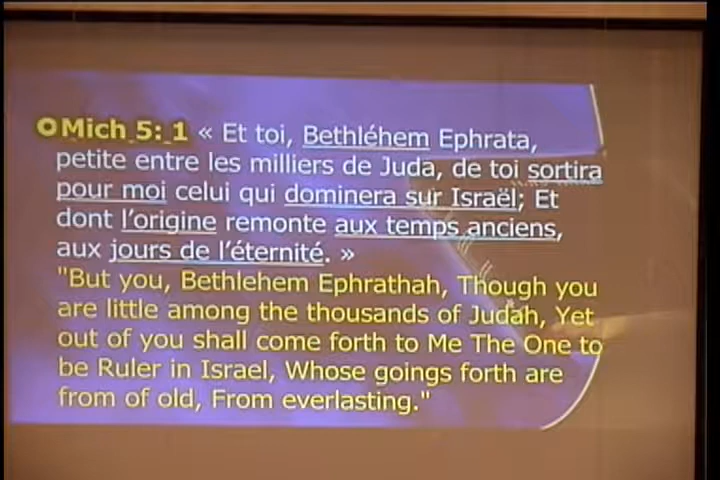 Mich 5: 1 « Et toi, Bethléhem Ephrata,
petite entre les milliers de Juda, de toi sortira
pour moi celui qui dominera sur Israël; Et
dont l'origine remonte aux temps anciens,
aux jours de l'éternité. »
"But you, Bethlehem Ephrathah, Though you
are little among the thousands of Judah, Yet
out of you shall come forth to Me The One to
be Ruler in Israel, Whose goings forth are
from of old, From everlasting."